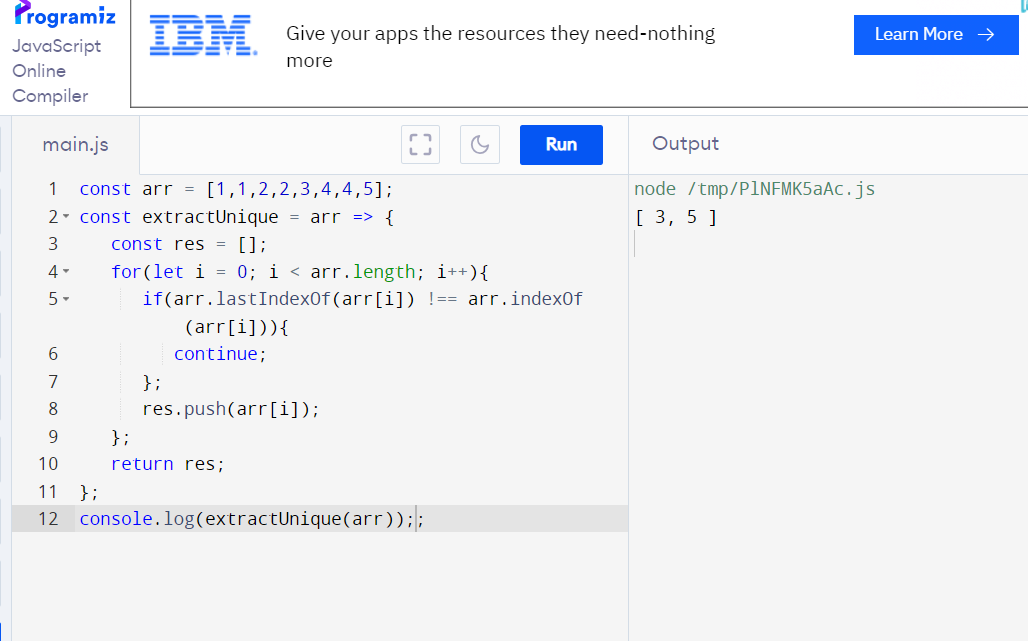 Programiz
JavaScript
Online
Compiler
IBM
Give your apps the resources they need-nothing
more
Learn More →
main.js
Run
Output
1 const arr = [1,1,2,2,3,4,4,5];
2 const extractUnique = arr => {
3 const res = [];
4 for(let i = 0; i < arr.length; i++){
5 if(arr.lastIndexOf(arr[i]) !== arr.indexOf
(arr[i])){
6 continue;
7 };
8 res.push(arr[i]);
9 };
10 return res;
11 };
12 console.log(extractUnique(arr));;
node /tmp/PlNFMK5aAc.js
[ 3, 5 ]